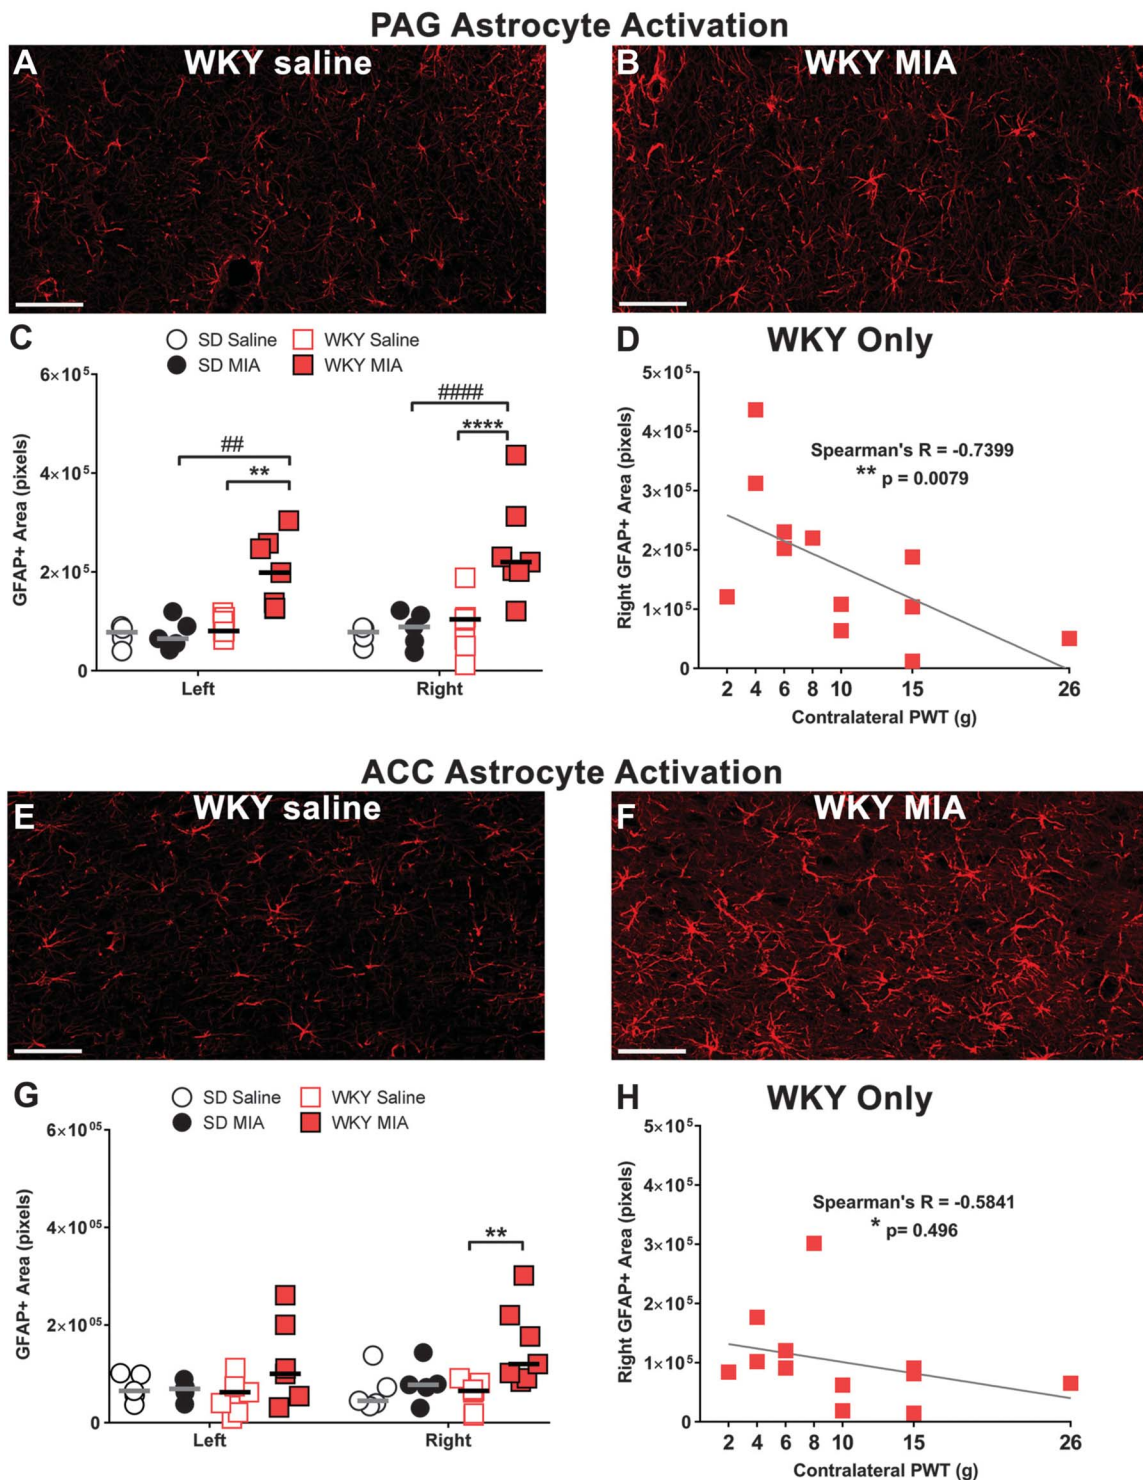 PAG Astrocyte Activation
A WKY saline
B WKY MIA
C
○ SD Saline □ WKY Saline
● SD MIA ■ WKY MIA
6×10⁵
4×10⁵
2×10⁵
0
GFAP+ Area (pixels)
##
**
####
****
Left Right
D WKY Only
5×10⁵
4×10⁵
3×10⁵
2×10⁵
1×10⁵
0
Right GFAP+ Area (pixels)
Spearman's R = -0.7399
** p = 0.0079
2 4 6 8 10 15 26
Contralateral PWT (g)
ACC Astrocyte Activation
E WKY saline
F WKY MIA
G
○ SD Saline □ WKY Saline
● SD MIA ■ WKY MIA
6×10⁰⁵
4×10⁰⁵
2×10⁰⁵
0
GFAP+ Area (pixels)
**
Left Right
H WKY Only
5×10⁵
4×10⁵
3×10⁵
2×10⁵
1×10⁵
0
Right GFAP+ Area (pixels)
Spearman's R = -0.5841
* p= 0.496
2 4 6 8 10 15 26
Contralateral PWT (g)